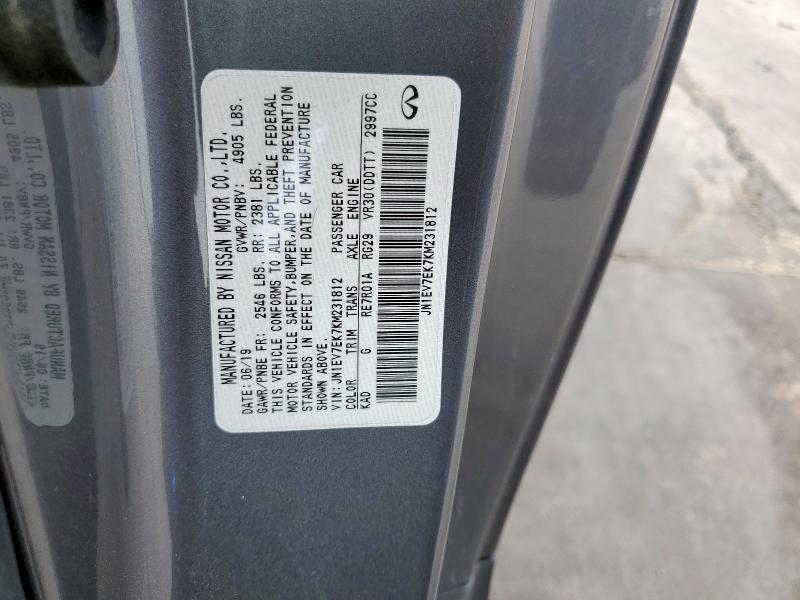 MANUFACTURED BY NISSAN MOTOR CO.,LTD.
DATE: 06/19 GVWR/PNBV: 4905 LBS.
GAWR/PNBE FR: 2546 LBS. RR: 2381 LBS.
THIS VEHICLE CONFORMS TO ALL APPLICABLE FEDERAL
MOTOR VEHICLE SAFETY,BUMPER,AND THEFT PREVENTION
STANDARDS IN EFFECT ON THE DATE OF MANUFACTURE
SHOWN ABOVE.
VIN: JN1EV7EK7KM231812 PASSENGER CAR
COLOR TRIM TRANS AXLE ENGINE
KAD G RE7R01A RG29 VR30(DDTT) 2997CC
JN1EV7EK7KM231812